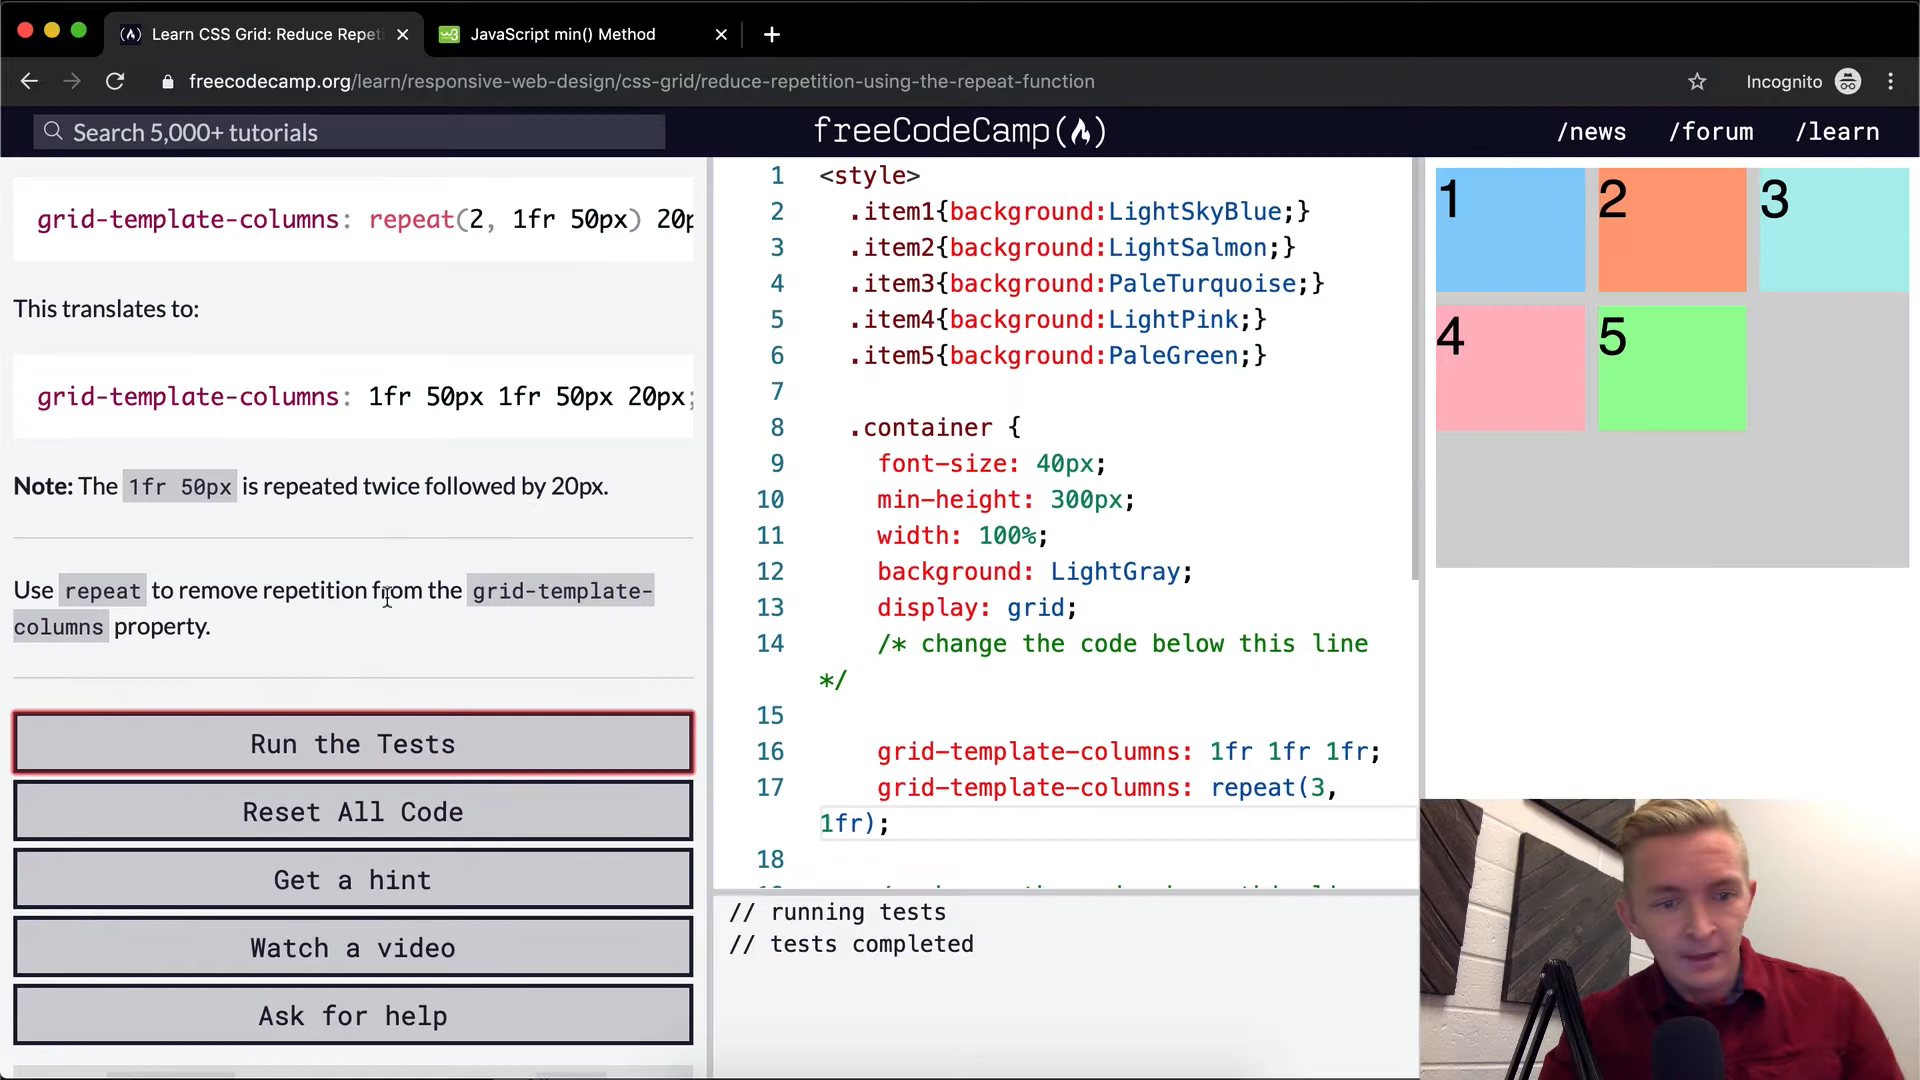 Learn CSS Grid: Reduce Repet
JavaScript min() Method
freecodecamp.org/learn/responsive-web-design/css-grid/reduce-repetition-using-the-repeat-function
Incognito
Search 5,000+ tutorials
freeCodeCamp
/news /forum /learn
grid-template-columns: repeat(2, 1fr 50px) 20p
This translates to:
grid-template-columns: 1fr 50px 1fr 50px 20px;
Note: The 1fr 50px is repeated twice followed by 20px.
Use repeat to remove repetition from the grid-template-
columns property.
Run the Tests
Reset All Code
Get a hint
Watch a video
Ask for help
1 <style>
2 .item1{background:LightSkyBlue;}
3 .item2{background:LightSalmon;}
4 .item3{background:PaleTurquoise;}
5 .item4{background:LightPink;}
6 .item5{background:PaleGreen;}
7
8 .container {
9 font-size: 40px;
10 min-height: 300px;
11 width: 100%;
12 background: LightGray;
13 display: grid;
14 /* change the code below this line
*/
15
16 grid-template-columns: 1fr 1fr 1fr;
17 grid-template-columns: repeat(3,
1fr);
18
// running tests
// tests completed
1 2 3
4 5